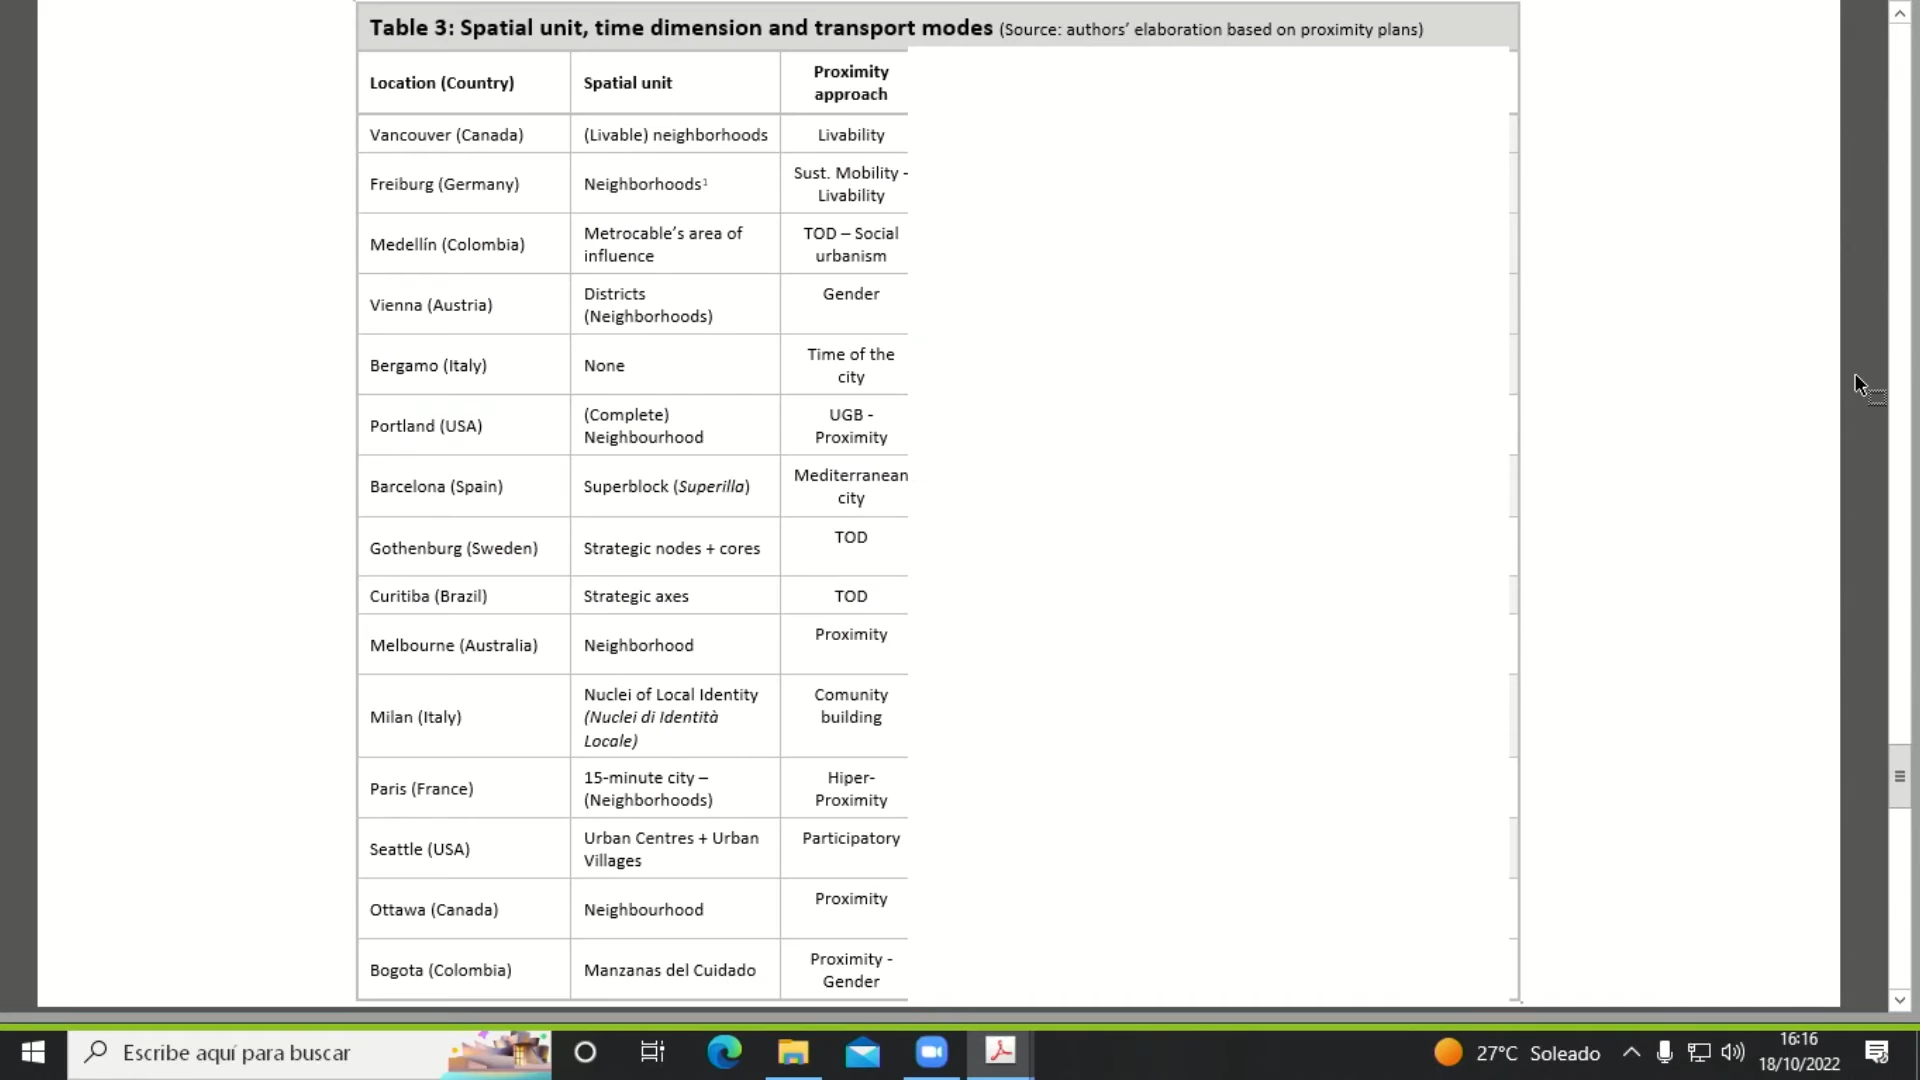 Table 3: Spatial unit, time dimension and transport modes (Source: authors' elaboration based on proximity plans)
Location (Country) Spatial unit Proximity approach
Vancouver (Canada) (Livable) neighborhoods Livability
Freiburg (Germany) Neighborhoods¹ Sust. Mobility - Livability
Medellín (Colombia) Metrocable's area of influence TOD – Social urbanism
Vienna (Austria) Districts (Neighborhoods) Gender
Bergamo (Italy) None Time of the city
Portland (USA) (Complete) Neighbourhood UGB - Proximity
Barcelona (Spain) Superblock (Superilla) Mediterranean city
Gothenburg (Sweden) Strategic nodes + cores TOD
Curitiba (Brazil) Strategic axes TOD
Melbourne (Australia) Neighborhood Proximity
Milan (Italy) Nuclei of Local Identity (Nuclei di Identità Locale) Comunity building
Paris (France) 15-minute city – (Neighborhoods) Hiper-Proximity
Seattle (USA) Urban Centres + Urban Villages Participatory
Ottawa (Canada) Neighbourhood Proximity
Bogota (Colombia) Manzanas del Cuidado Proximity - Gender
Escribe aquí para buscar
27°C Soleado
16:16
18/10/2022